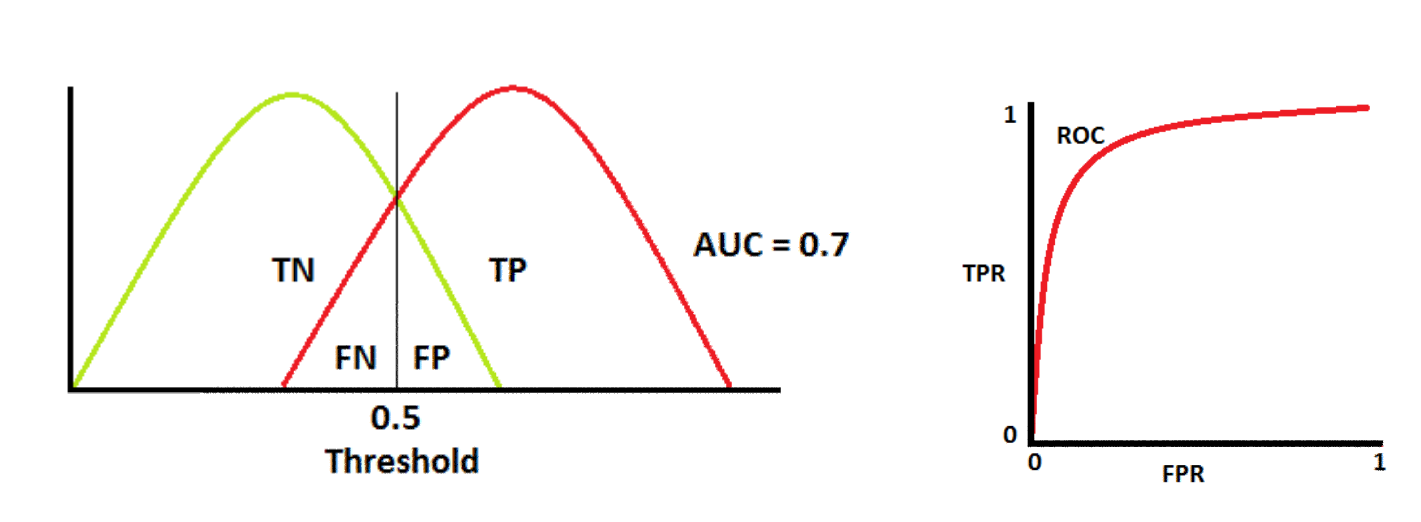 TN
TP
AUC = 0.7
FN
FP
0.5
Threshold
1
ROC
TPR
0
0
1
FPR